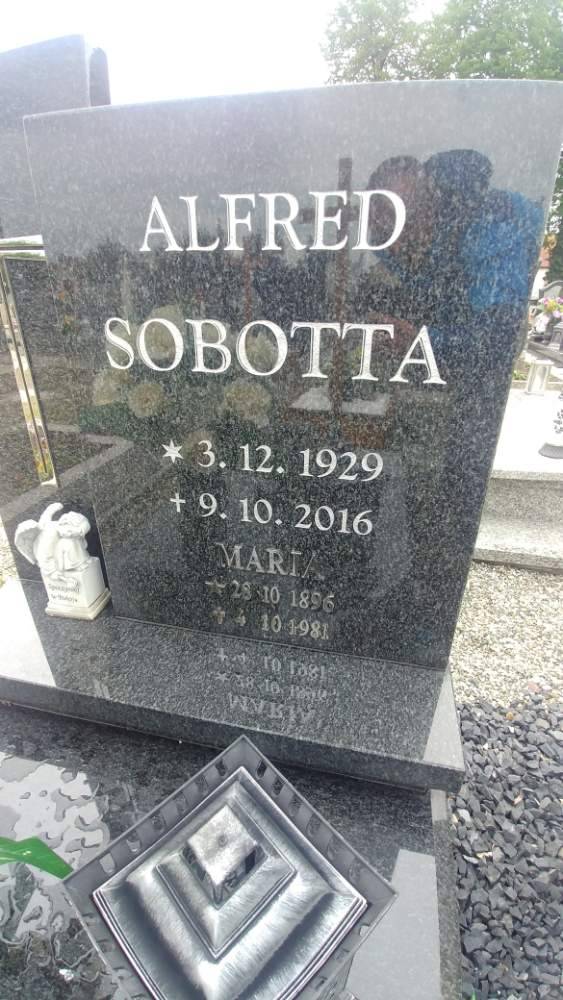 ALFRED
SOBOTTA
* 3. 12. 1929
+ 9. 10. 2016
MARIA
* 28 10 1896
+ 4 10 1981